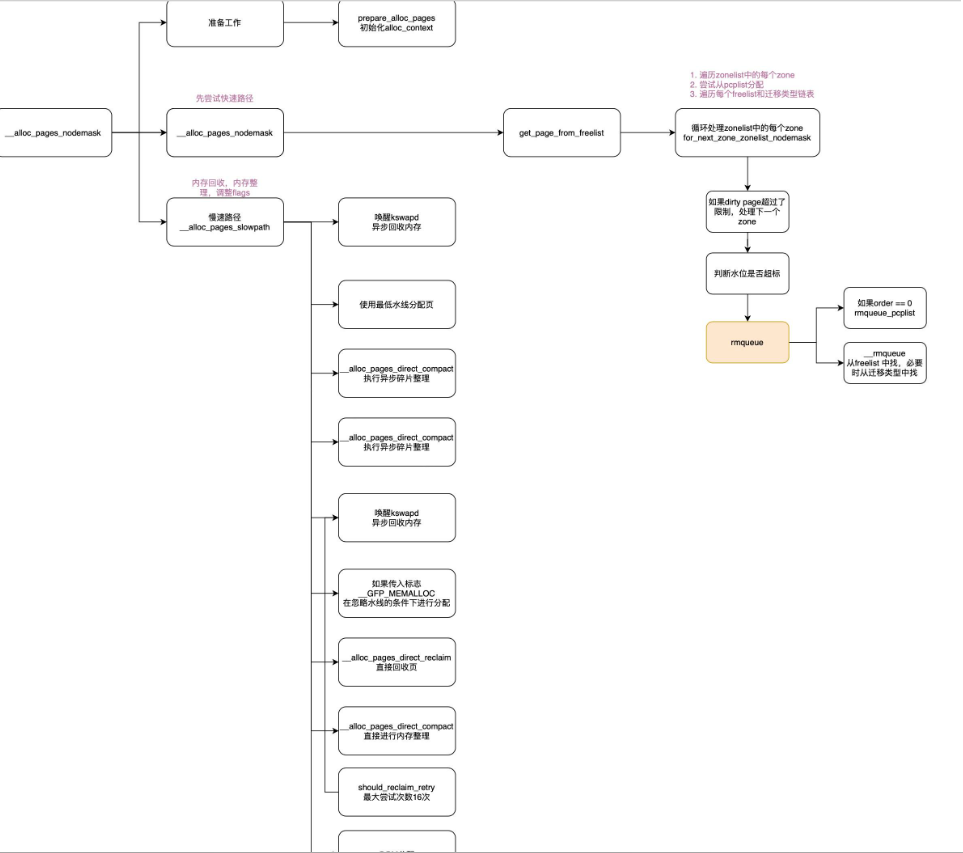 准备工作
prepare_alloc_pages
初始化alloc_context
1. 遍历zonelist中的每个zone
2. 尝试从pcplist分配
3. 遍历每个freelist和迁移类型链表
先尝试快速路径
__alloc_pages_nodemask
__alloc_pages_nodemask
get_page_from_freelist
循环处理zonelist中的每个zone
for_next_zone_zonelist_nodemask
内存回收，内存整
理，调整flags
慢速路径
__alloc_pages_slowpath
唤醒kswapd
异步回收内存
如果dirty page超过了
限制，处理下一个
zone
判断水位是否超标
使用最低水线分配页
如果order == 0
rmqueue_pcplist
rmqueue
__rmqueue
从freelist 中找，必要
时从迁移类型中找
__alloc_pages_direct_compact
执行异步碎片整理
__alloc_pages_direct_compact
执行异步碎片整理
唤醒kswapd
异步回收内存
如果传入标志
__GFP_MEMALLOC
在忽略水线的条件下进行分配
__alloc_pages_direct_reclaim
直接回收页
__alloc_pages_direct_compact
直接进行内存整理
should_reclaim_retry
最大尝试次数16次